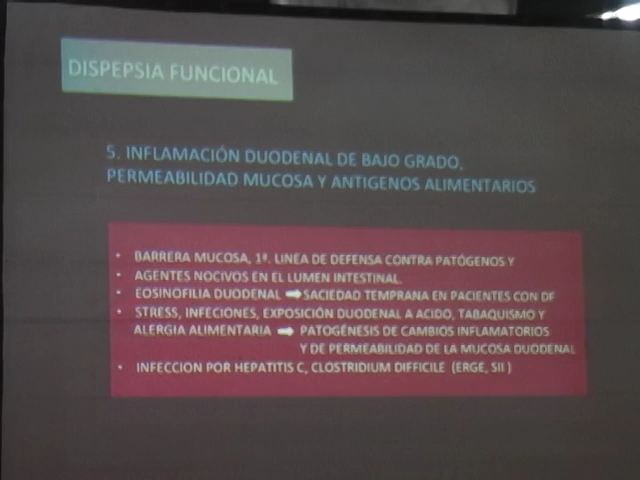 DISPEPSIA FUNCIONAL
5. INFLAMACIÓN DUODENAL DE BAJO GRADO,
PERMEABILIDAD MUCOSA Y ANTIGENOS ALIMENTARIOS
• BARRERA MUCOSA, 1ª. LINEA DE DEFENSA CONTRA PATÓGENOS Y
• AGENTES NOCIVOS EN EL LUMEN INTESTINAL.
• EOSINOFILIA DUODENAL ➡ SACIEDAD TEMPRANA EN PACIENTES CON DF
• STRESS, INFECIONES, EXPOSICIÓN DUODENAL A ACIDO, TABAQUISMO Y
ALERGIA ALIMENTARIA ➡ PATOGÉNESIS DE CAMBIOS INFLAMATORIOS
Y DE PERMEABILIDAD DE LA MUCOSA DUODENAL
• INFECCION POR HEPATITIS C, CLOSTRIDIUM DIFFICILE (ERGE, SII )